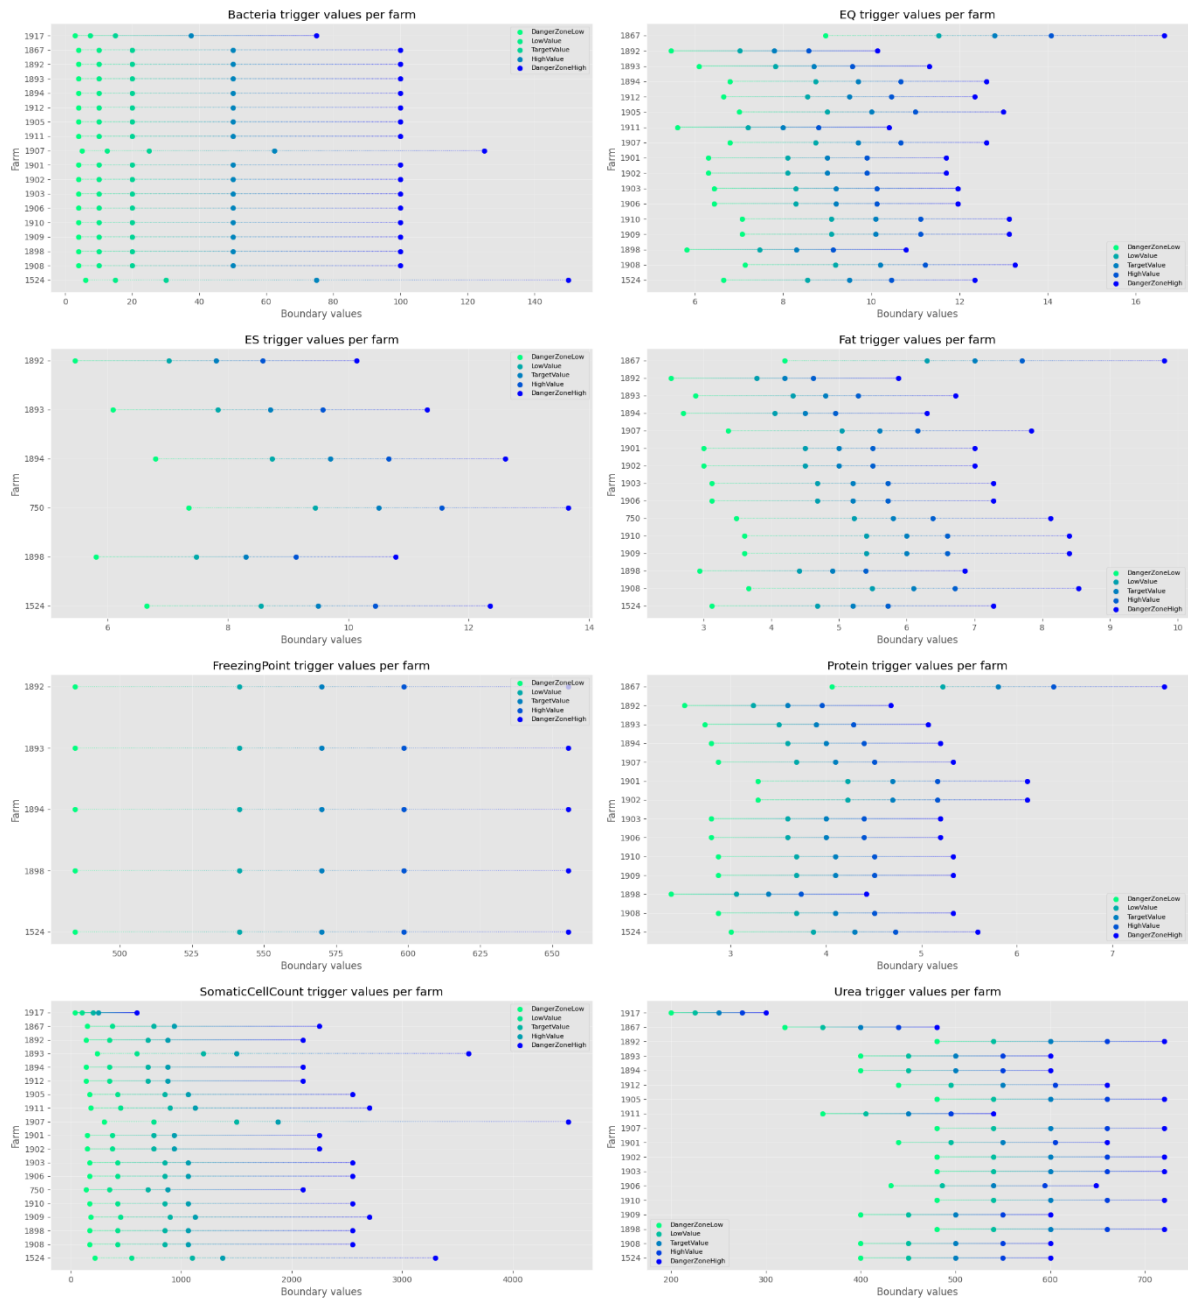 Bacteria trigger values per farm
Farm
1917
1867
1892
1893
1894
1912
1905
1911
1907
1901
1902
1903
1906
1910
1909
1898
1908
1524
DangerZoneLow
LowValue
TargetValue
HighValue
DangerZoneHigh
0 20 40 60 80 100 120 140
Boundary values
EQ trigger values per farm
Farm
1867
1892
1893
1894
1912
1905
1911
1907
1901
1902
1903
1906
1910
1909
1898
1908
1524
DangerZoneLow
LowValue
TargetValue
HighValue
DangerZoneHigh
6 8 10 12 14 16
Boundary values
ES trigger values per farm
Farm
1892
1893
1894
750
1898
1524
DangerZoneLow
LowValue
TargetValue
HighValue
DangerZoneHigh
6 8 10 12 14
Boundary values
Fat trigger values per farm
Farm
1867
1892
1893
1894
1907
1901
1902
1903
1906
750
1910
1909
1898
1908
1524
DangerZoneLow
LowValue
TargetValue
HighValue
DangerZoneHigh
3 4 5 6 7 8 9 10
Boundary values
FreezingPoint trigger values per farm
Farm
1892
1893
1894
1898
1524
DangerZoneLow
LowValue
TargetValue
HighValue
DangerZoneHigh
500 525 550 575 600 625 650
Boundary values
Protein trigger values per farm
Farm
1867
1892
1893
1894
1907
1901
1902
1903
1906
1910
1909
1898
1908
1524
DangerZoneLow
LowValue
TargetValue
HighValue
DangerZoneHigh
3 4 5 6 7
Boundary values
SomaticCellCount trigger values per farm
Farm
1917
1867
1892
1893
1894
1912
1905
1911
1907
1901
1902
1903
1906
750
1910
1909
1898
1908
1524
DangerZoneLow
LowValue
TargetValue
HighValue
DangerZoneHigh
0 1000 2000 3000 4000
Boundary values
Urea trigger values per farm
Farm
1917
1867
1892
1893
1894
1912
1905
1911
1907
1901
1902
1903
1906
1910
1909
1898
1908
1524
DangerZoneLow
LowValue
TargetValue
HighValue
DangerZoneHigh
200 300 400 500 600 700
Boundary values